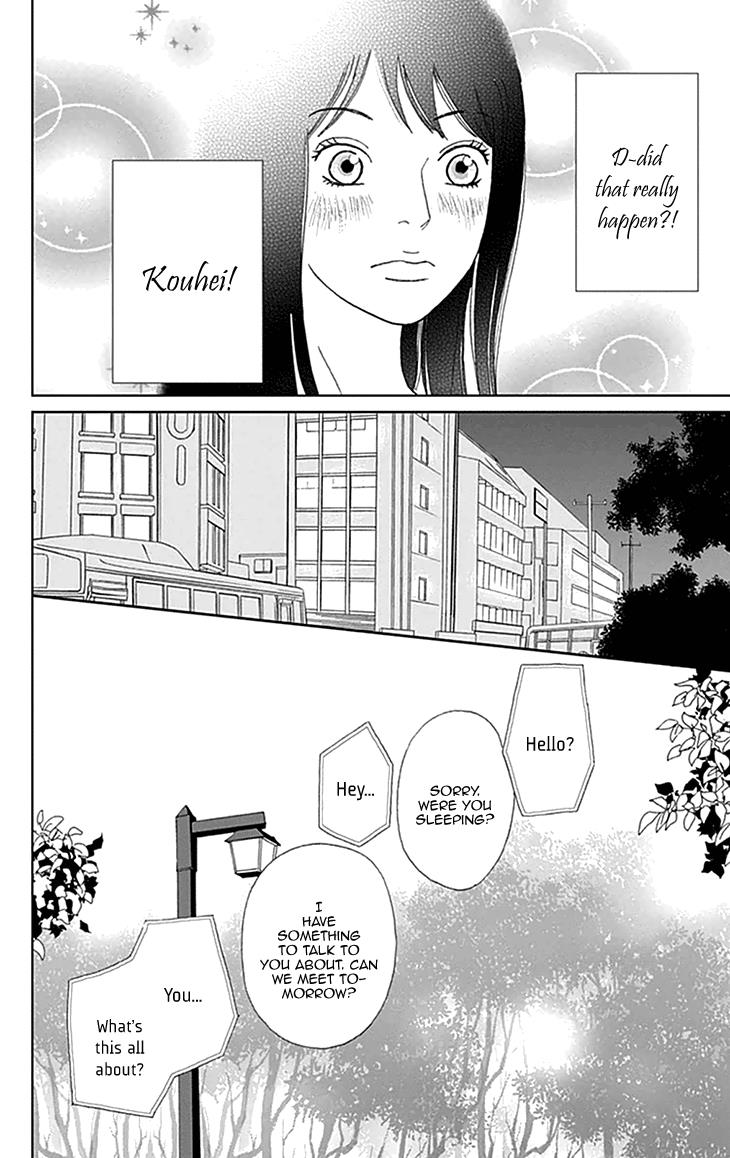 D-did
that really
happen?!
Kouhei!
Hello?
SORRY,
WERE YOU
SLEEPING?
Hey...
I
HAVE
SOMETHING
TO TALK TO
YOU ABOUT. CAN
WE MEET TO-
MORROW?
You...
What's
this all
about?